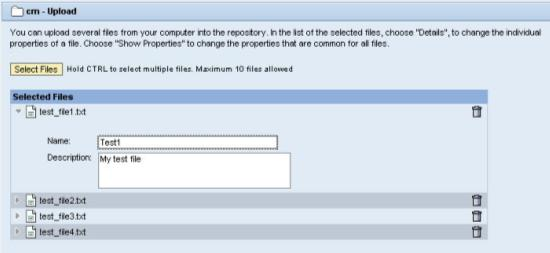 crn - Upload
You can upload several files from your computer into the repository. In the list of the selected files, choose "Details", to change the individual
properties of a file. Choose "Show Properties" to change the properties that are common for all files.
Select Files Hold CTRL to select multiple files. Maximum 10 files allowed
Selected Files
test_file1.txt
Name: Test1
Description: My test file
test_file2.txt
test_file3.txt
test_file4.txt